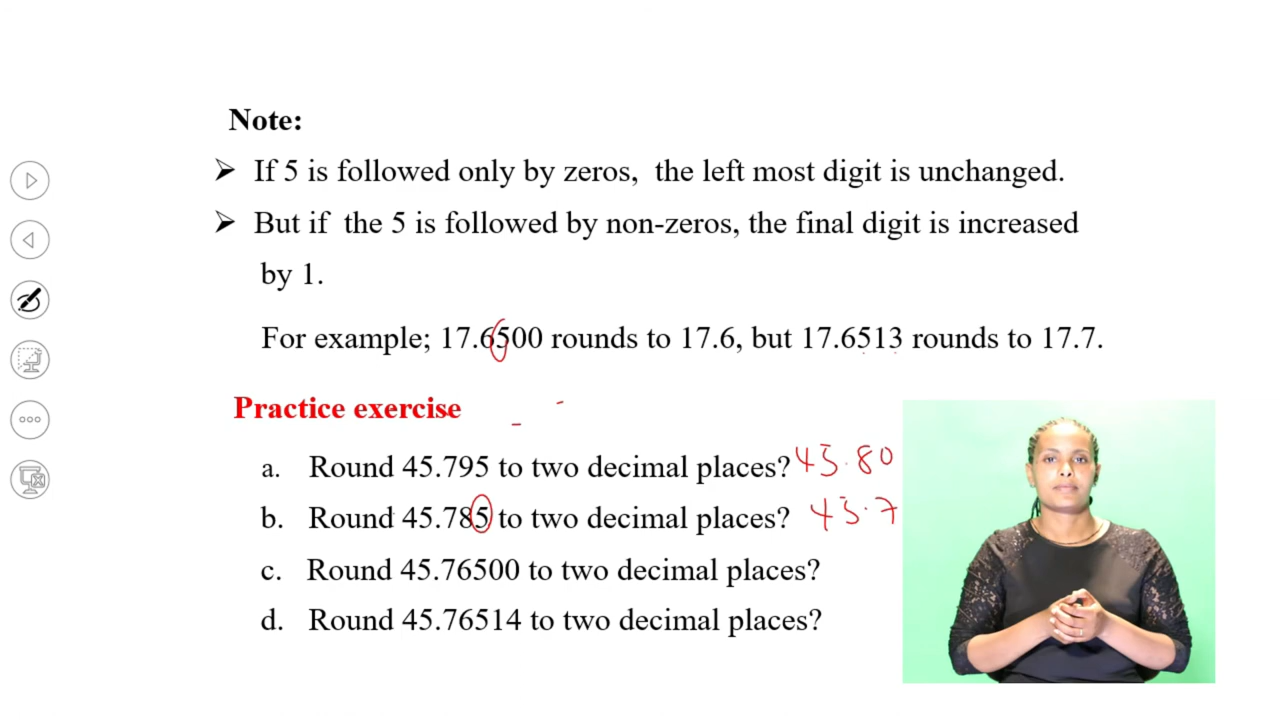 Note:
➢ If 5 is followed only by zeros, the left most digit is unchanged.
➢ But if the 5 is followed by non-zeros, the final digit is increased
by 1.
For example; 17.6500 rounds to 17.6, but 17.6513 rounds to 17.7.
Practice exercise
a. Round 45.795 to two decimal places? 45.80
b. Round 45.785 to two decimal places? 45.7
c. Round 45.76500 to two decimal places?
d. Round 45.76514 to two decimal places?